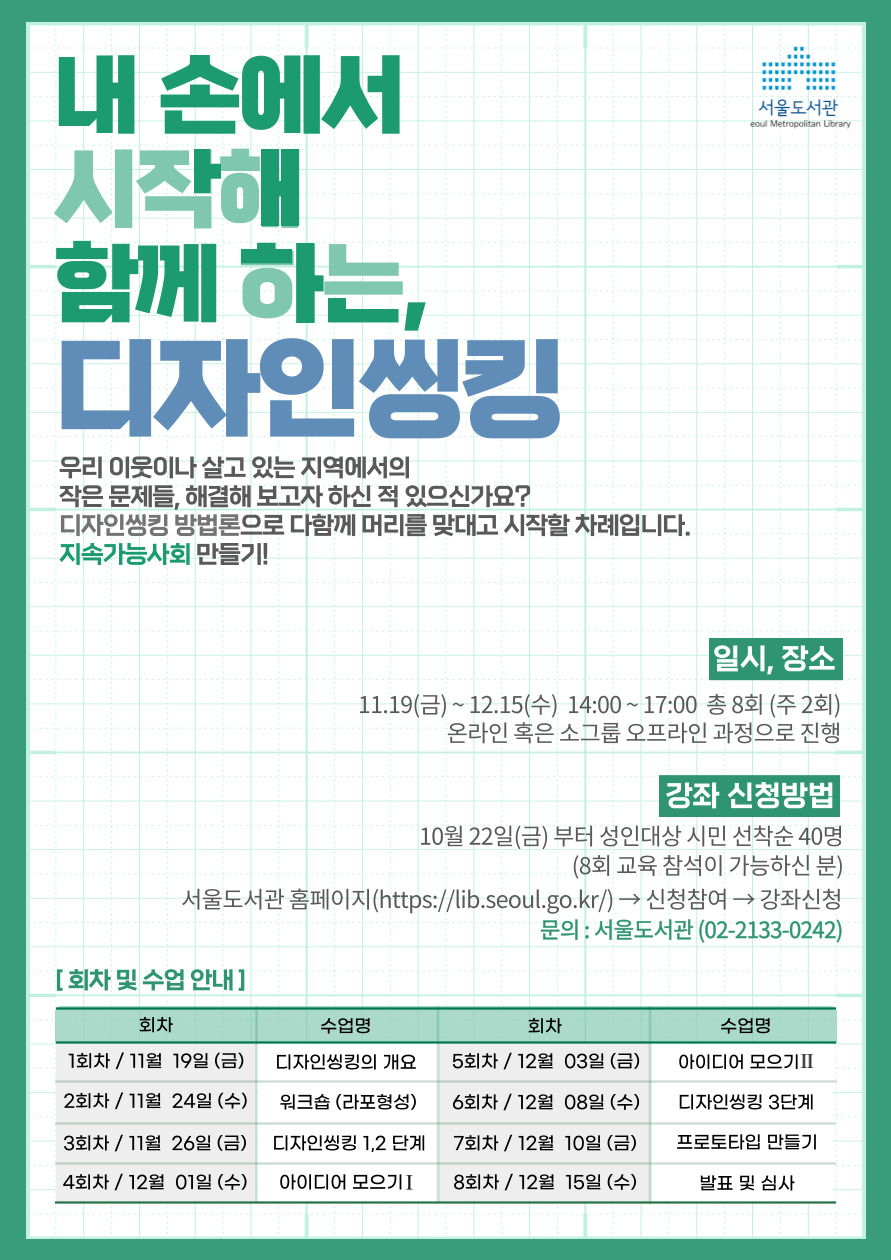 내 손에서
시작해
함께 하는,
디자인씽킹
서울도서관
eoul Metropolitan Library
우리 이웃이나 살고 있는 지역에서의
작은 문제들, 해결해 보고자 하신 적 있으신가요?
디자인씽킹 방법론으로 다함께 머리를 맞대고 시작할 차례입니다.
지속가능사회 만들기!
일시, 장소
11.19(금) ~ 12.15(수) 14:00 ~ 17:00 총 8회 (주 2회)
온라인 혹은 소그룹 오프라인 과정으로 진행
강좌 신청방법
10월 22일(금) 부터 성인대상 시민 선착순 40명
(8회 교육 참석이 가능하신 분)
서울도서관 홈페이지(https://lib.seoul.go.kr/) → 신청참여 → 강좌신청
문의 : 서울도서관 (02-2133-0242)
[ 회차 및 수업 안내 ]
회차 수업명 회차 수업명
1회차 / 11월 19일 (금) 디자인씽킹의 개요 5회차 / 12월 03일 (금) 아이디어 모으기Ⅱ
2회차 / 11월 24일 (수) 워크숍 (라포형성) 6회차 / 12월 08일 (수) 디자인씽킹 3단계
3회차 / 11월 26일 (금) 디자인씽킹 1,2 단계 7회차 / 12월 10일 (금) 프로토타입 만들기
4회차 / 12월 01일 (수) 아이디어 모으기Ⅰ 8회차 / 12월 15일 (수) 발표 및 심사